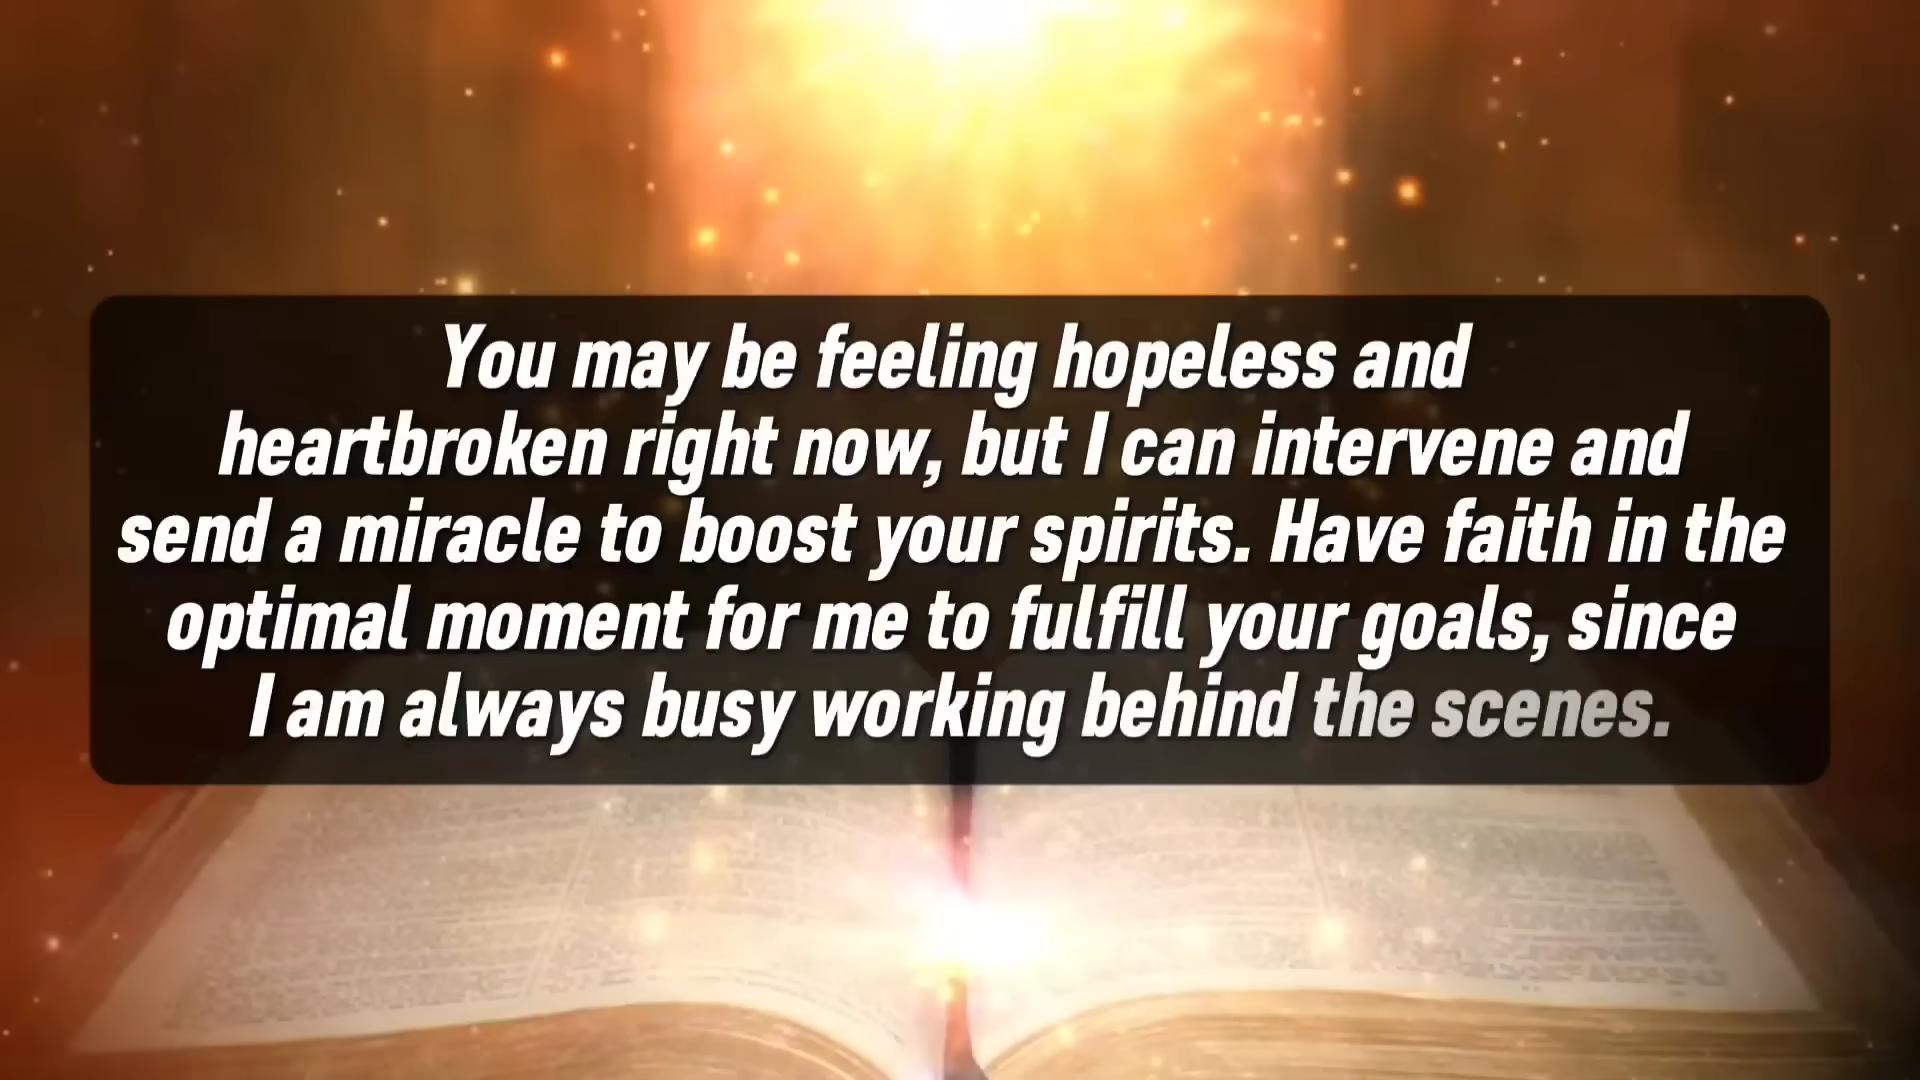 You may be feeling hopeless and
heartbroken right now, but I can intervene and
send a miracle to boost your spirits. Have faith in the
optimal moment for me to fulfill your goals, since
I am always busy working behind the scenes.